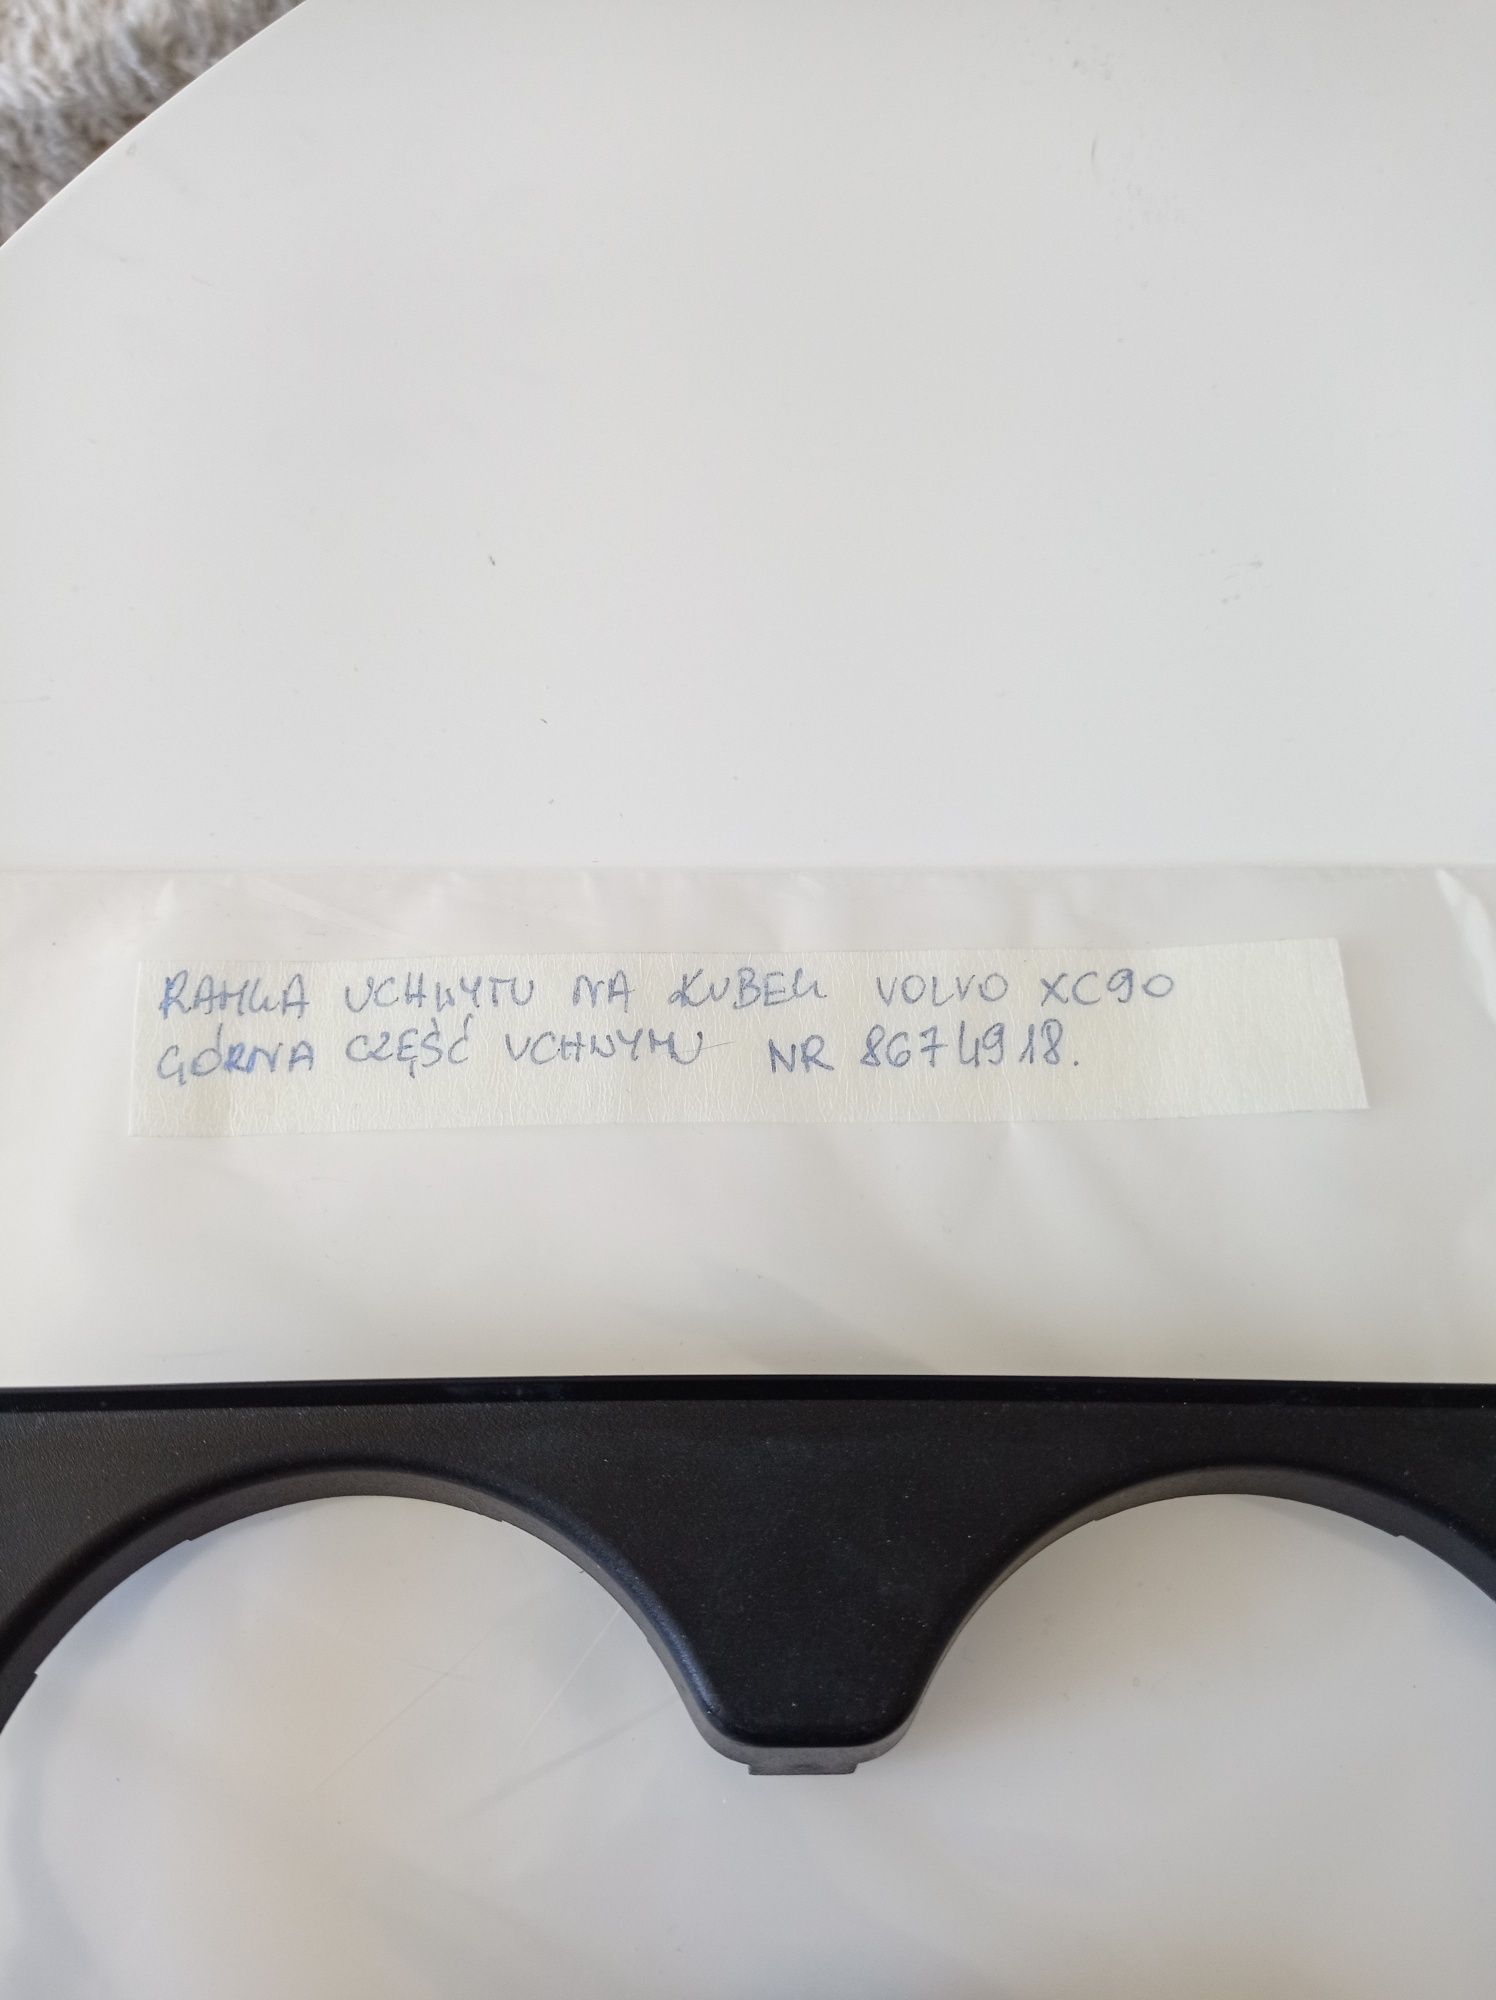 RAMKA UCHWYTU NA KUBEK VOLVO XC90
GÓRNA CZĘŚĆ UCHWYTU NR 8674918.